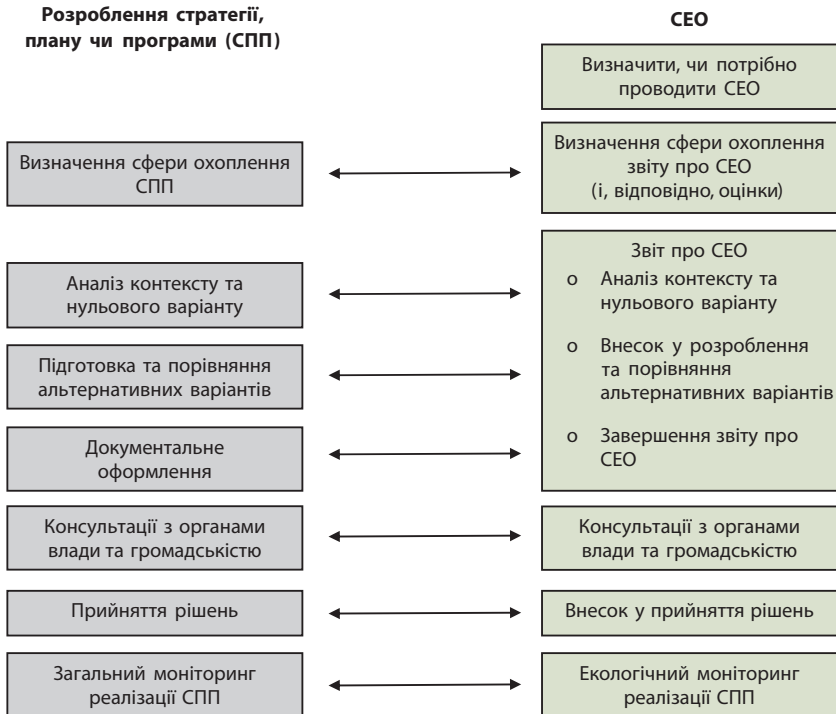 Розроблення стратегії,
плану чи програми (СПП)
СЕО
Визначити, чи потрібно
проводити СЕО
Визначення сфери охоплення
СПП
Визначення сфери охоплення
звіту про СЕО
(і, відповідно, оцінки)
Аналіз контексту та
нульового варіанту
Звіт про СЕО
o Аналіз контексту та
нульового варіанту
Підготовка та порівняння
альтернативних варіантів
o Внесок у розроблення
та порівняння
альтернативних варіантів
Документальне
оформлення
o Завершення звіту про
СЕО
Консультації з органами
влади та громадськістю
Консультації з органами
влади та громадськістю
Прийняття рішень
Внесок у прийняття рішень
Загальний моніторинг
реалізації СПП
Екологічний моніторинг
реалізації СПП